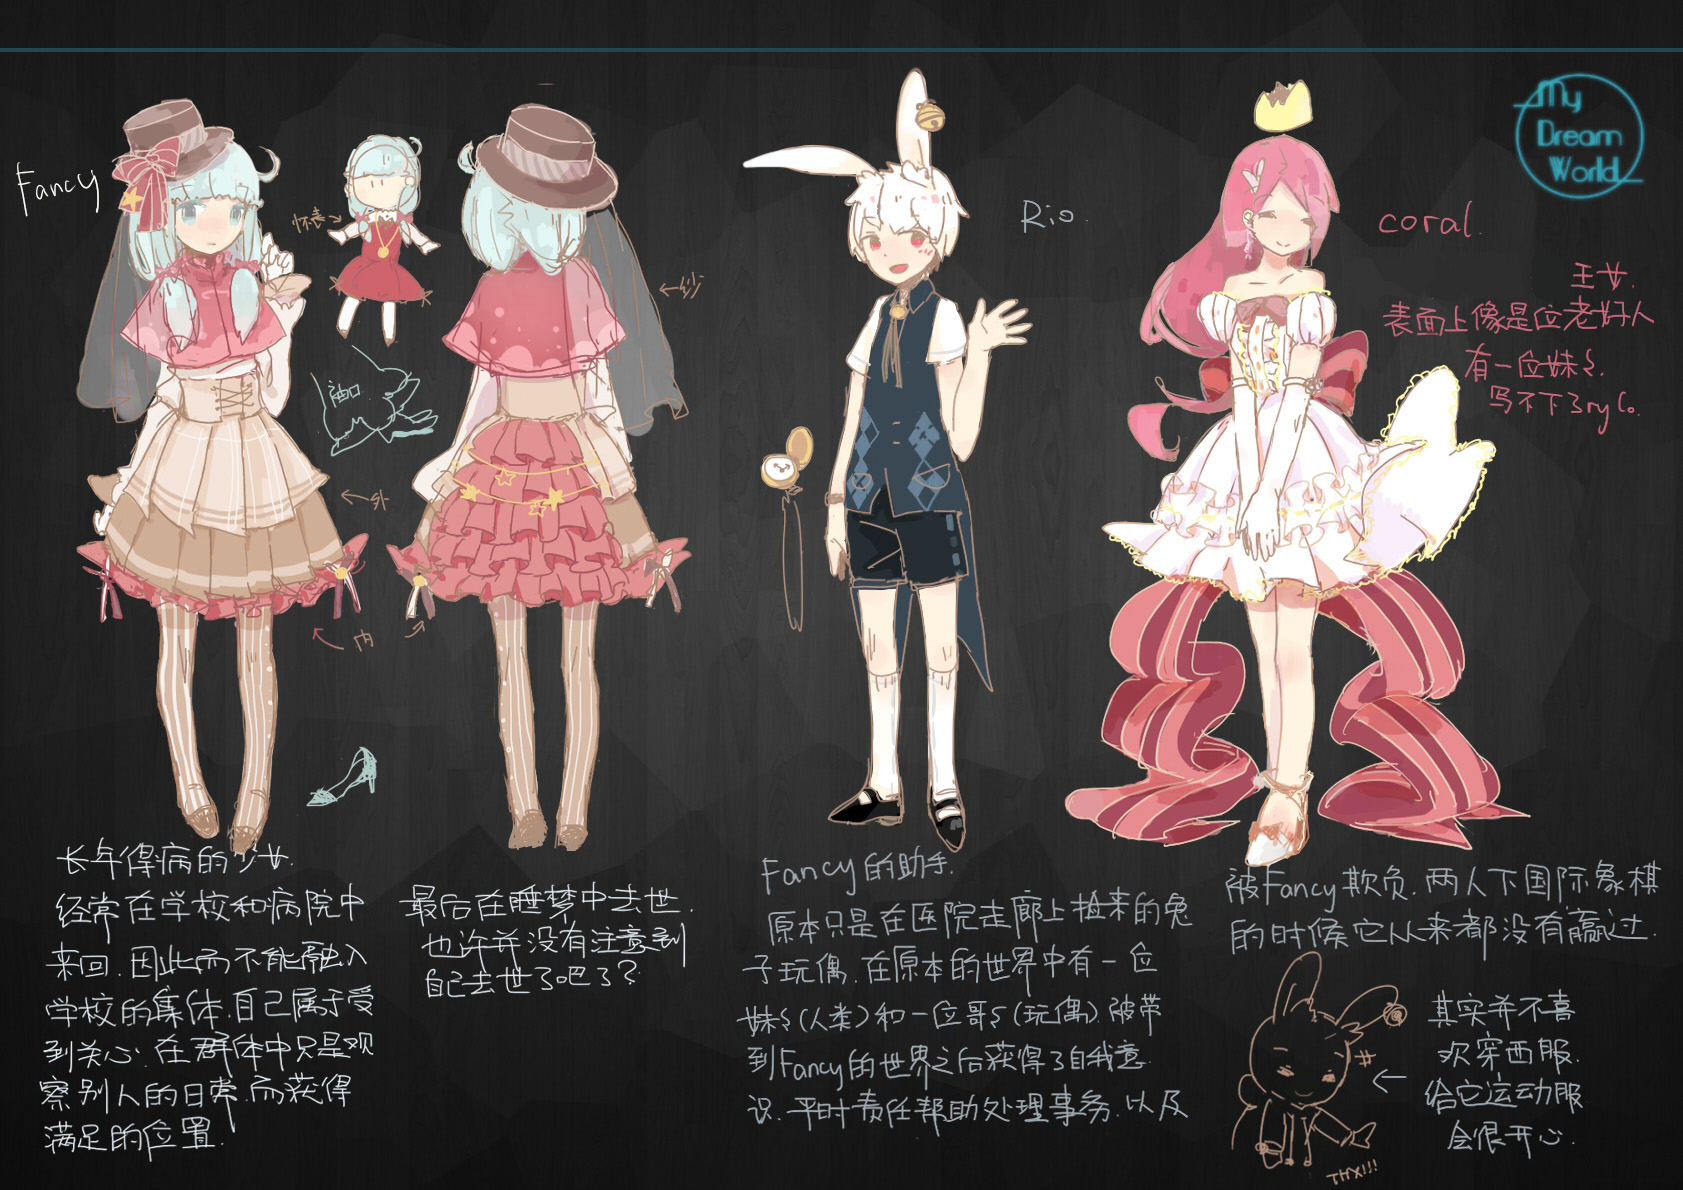 My
Dream
World
Fancy
怀表
袖口
纱
外
内
Rio.
coral.
王女.
表面上像是位老好人
有一位妹ミ.
写不下了ryCo.
长年得病的少女.
经常在学校和病院中
来回.因此而不能融入
学校的集体.自己属于受
到关心.在群体中只是观
察别人的日常.而获得
满足的位置.
最后在睡梦中去世.
也许并没有注意到
自己去世了吧了?
Fancy的助手.
原本只是在医院走廊上捡来的兔
子玩偶.在原本的世界中有一位
妹ミ(人类)和一位哥ミ(玩偶).被带
到Fancy的世界之后获得了自我意
识.平时责任帮助处理事务.以及
被Fancy欺负.两人下国际象棋
的时候它从来都没有赢过.
其实并不喜
欢穿西服.
给它运动服
会很开心.
THX!!!